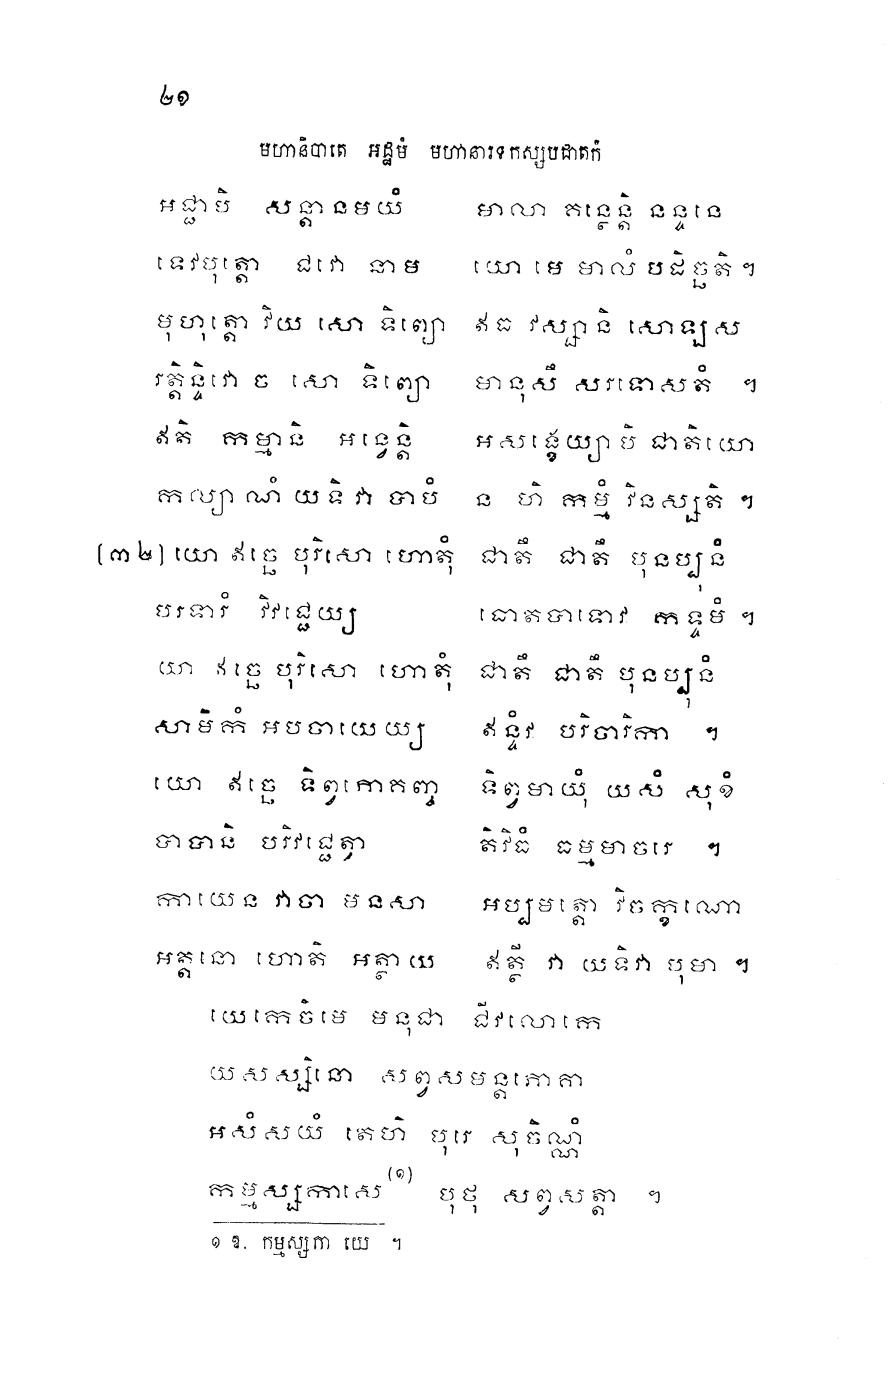 ២១
មហានិបាតេ អដ្ឋមំ មហានារទកស្សបជាតកំ
អជ្ជាបិ សន្តានមយំ មាលា គន្ថេន្តិ នន្ទនេ
ទេវបុត្តោ ជវោ នាម យោ មេ មាលំ បដិច្ឆតិ ។
មុហុត្តោ វិយ សោ ទិព្យោ ឥធ វស្សានិ សោឡស
រត្តិន្ទិវោ ច សោ ទិព្យោ មានុសឹ សរទោសតំ ។
ឥតិ កម្មានិ អន្វេន្តិ អសង្ខេយ្យាបិ ជាតិយោ
កល្យាណំ យទិវា បាបំ ន ហិ កម្មំ វិនស្សតិ ។
(៣២) យោ ឥច្ឆេ បុរិសោ ហោតុំ ជាតឹ ជាតឹ បុនប្បុនំ
បរទារំ វិវជ្ជេយ្យ ធោតបាទោវ កទ្ទមំ ។
យា ឥច្ឆេ បុរិសោ ហោតុំ ជាតឹ ជាតឹ បុនប្បុនំ
សាមិកំ អបចាយេយ្យ ឥន្ទំវ បរិចារិកា ។
យោ ឥច្ឆេ ទិព្វភោគញ្ច ទិព្វមាយុំ យសំ សុខំ
បាបានិ បរិវជ្ជេត្វា តិវិធំ ធម្មមាចរេ ។
កាយេន វាចា មនសា អប្បមត្តោ វិចក្ខណោ
អត្តនោ ហោតិ អត្ថាយ ឥត្ថី វា យទិវា បុមា ។
យេកេចិមេ មនុជា ជីវលោកេ
យសស្សិនោ សព្វសមន្តភោគា
អសំសយំ តេហិ បុរេ សុចិណ្ណំ
កម្មស្សកាសេ(១) បុថុ សព្វសត្តា ។
១ ឧ. កម្មស្សកា យេ ។